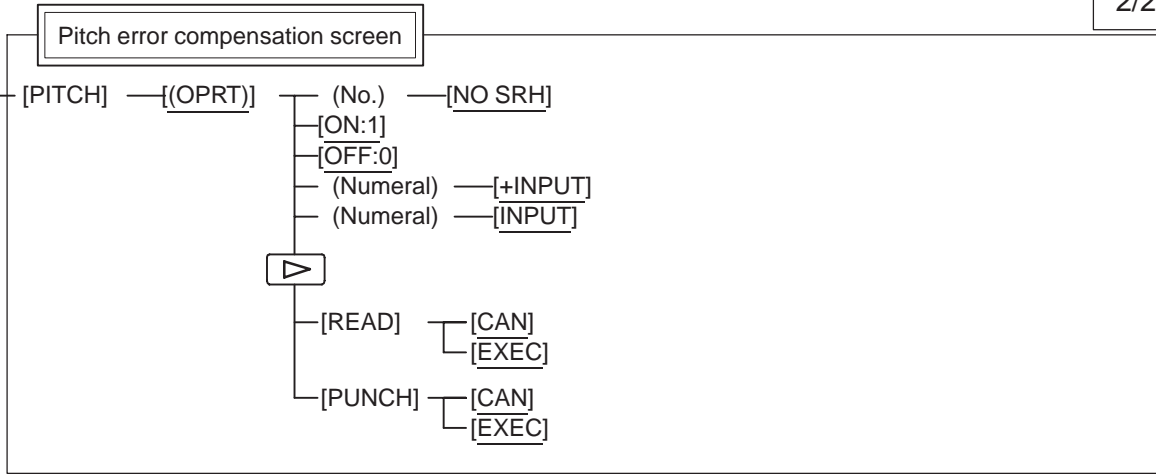 2/2
Pitch error compensation screen
[PITCH] [(OPRT)] (No.) [NO SRH]
[ON:1]
[OFF:0]
(Numeral) [+INPUT]
(Numeral) [INPUT]
[READ] [CAN]
[EXEC]
[PUNCH] [CAN]
[EXEC]